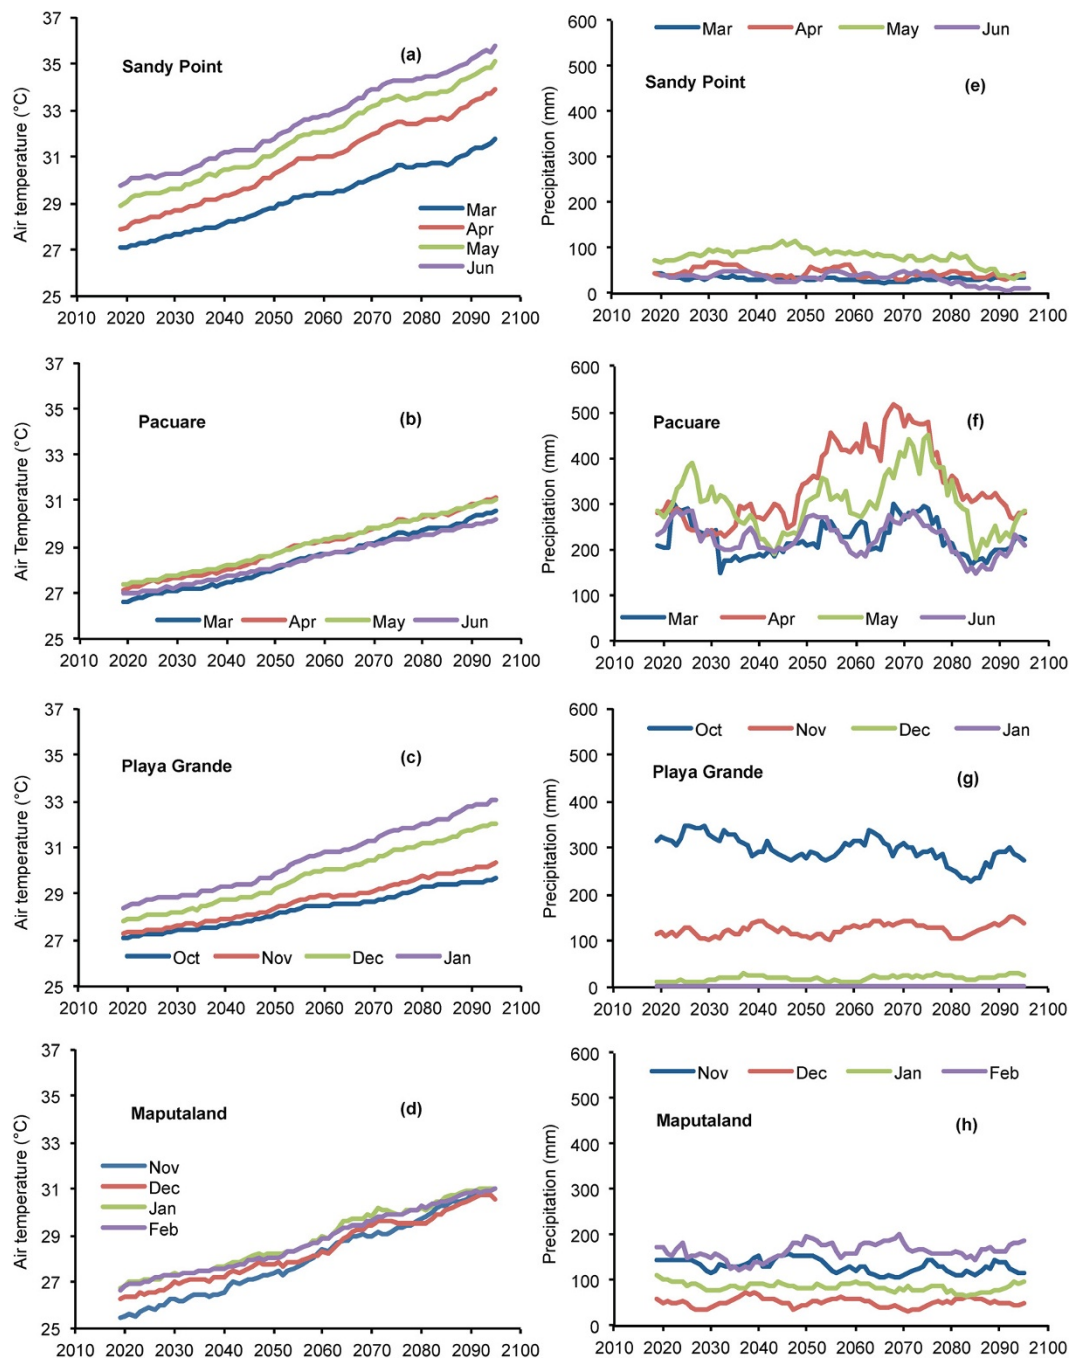 37
35
33
31
29
27
25
Air temperature (°C)
Sandy Point
(a)
Mar
Apr
May
Jun
2010 2020 2030 2040 2050 2060 2070 2080 2090 2100
600
500
400
300
200
100
0
Precipitation (mm)
Mar Apr May Jun
Sandy Point
(e)
2010 2020 2030 2040 2050 2060 2070 2080 2090 2100
37
35
33
31
29
27
25
Air Temperature (°C)
Pacuare
(b)
Mar Apr May Jun
2010 2020 2030 2040 2050 2060 2070 2080 2090 2100
600
500
400
300
200
100
0
Precipitation (mm)
Pacuare
(f)
Mar Apr May Jun
2010 2020 2030 2040 2050 2060 2070 2080 2090 2100
37
35
33
31
29
27
25
Air temperature (°C)
Playa Grande
(c)
Oct Nov Dec Jan
2010 2020 2030 2040 2050 2060 2070 2080 2090 2100
600
500
400
300
200
100
0
Precipitation (mm)
Oct Nov Dec Jan
Playa Grande
(g)
2010 2020 2030 2040 2050 2060 2070 2080 2090 2100
37
35
33
31
29
27
25
Air temperature (°C)
Maputaland
(d)
Nov
Dec
Jan
Feb
2010 2020 2030 2040 2050 2060 2070 2080 2090 2100
600
500
400
300
200
100
0
Precipitation (mm)
Nov Dec Jan Feb
Maputaland
(h)
2010 2020 2030 2040 2050 2060 2070 2080 2090 2100